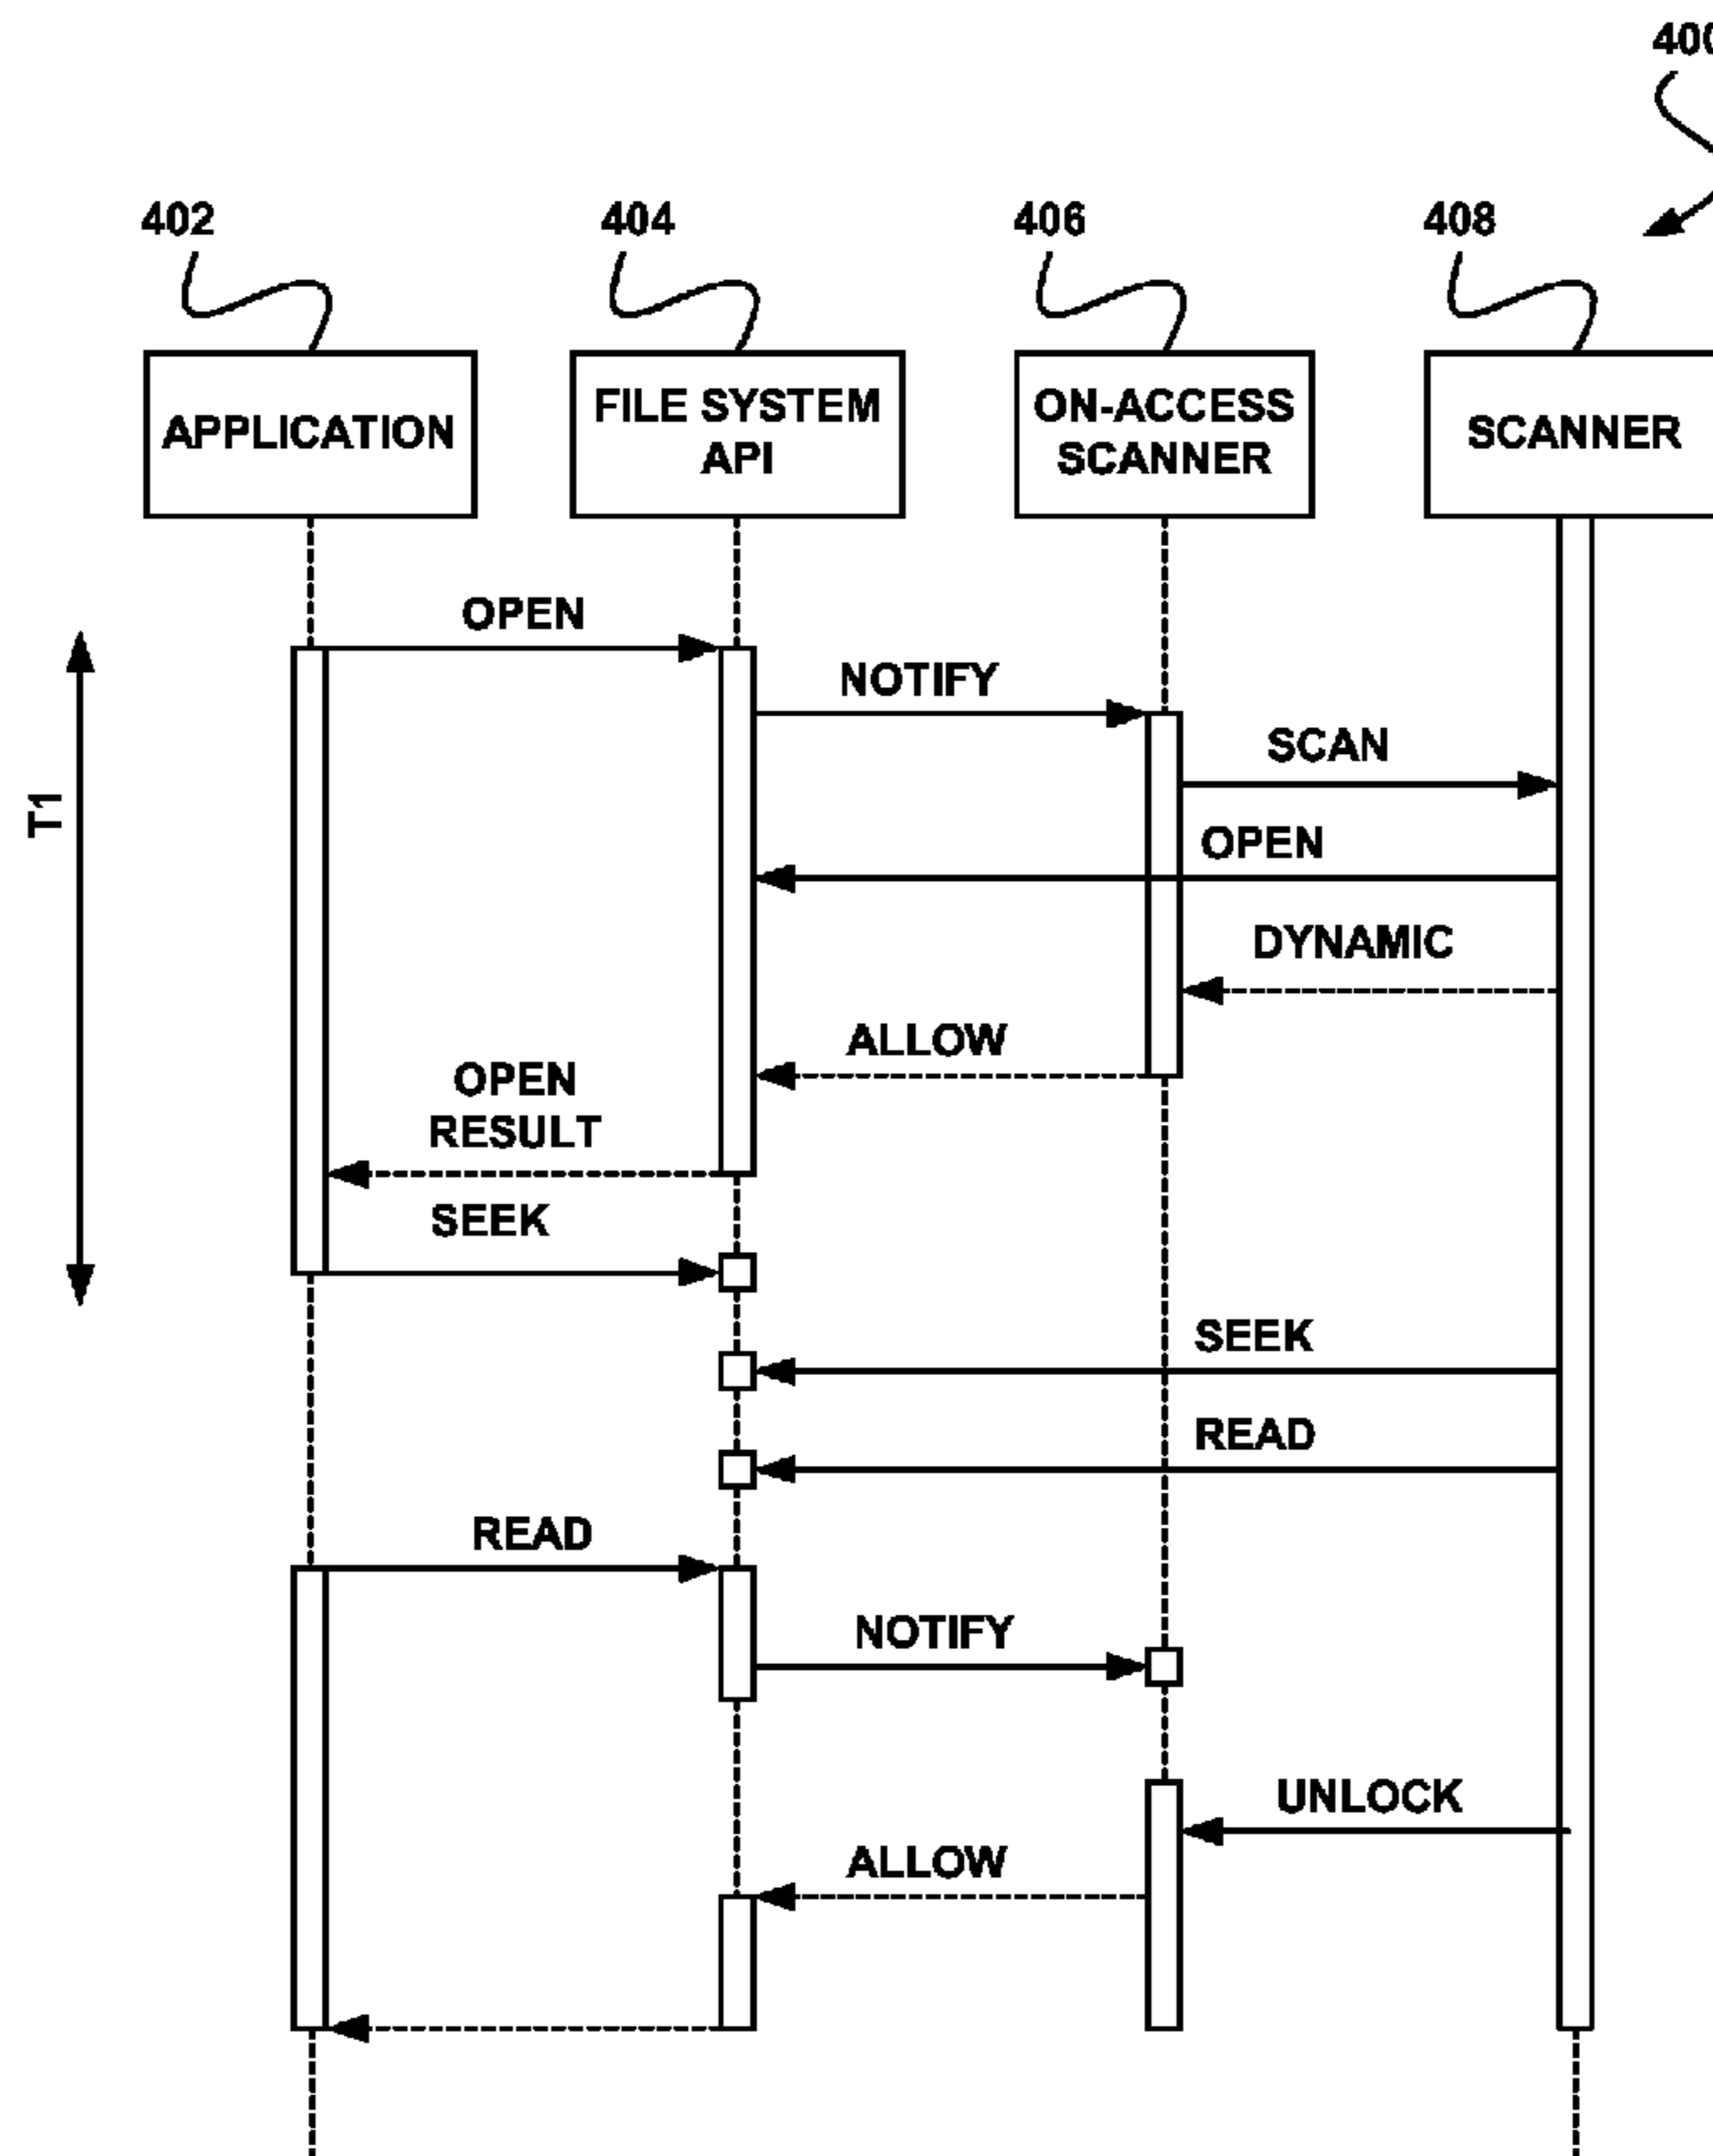 400
402
404
406
408
APPLICATION
FILE SYSTEM
API
ON-ACCESS
SCANNER
SCANNER
OPEN
NOTIFY
SCAN
T1
OPEN
DYNAMIC
ALLOW
OPEN
RESULT
SEEK
SEEK
READ
READ
NOTIFY
UNLOCK
ALLOW